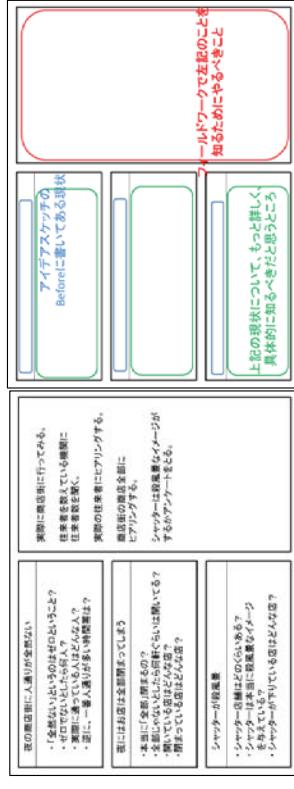 夜の商店街に人通りが全然ない
・「全然ない」というのはゼロということ？
・ゼロでないとしたら何人？
・実際に通っている人はどんな人？
・逆に、一番人通りが多い時間帯は？
夜にはお店は全部閉まってしまう
・本当に「全部」閉まるの？
・全部じゃないとしたら何軒ぐらいは開いてる？
・開いている店はどんな店？
・閉まっている店はどんな店？
シャッターが殺風景
・シャッター店舗はどのくらいある？
・シャッターは本当に殺風景なイメージ
を与えている？
・シャッターが下りている店はどんな店？
実際に商店街に行ってみる。
往来者を数えている機関に
往来者数を聞く。
実際の往来者にヒアリングする。
商店街の商店全部に
ヒアリングする。
シャッターは殺風景なイメージが
するかアンケートをとる。
アイデアスケッチの
Beforeに書いてある現状
上記の現状について、もっと詳しく、
具体的に知るべきだと思うところ
フィールドワークで左記のことを
知るためにやるべきこと